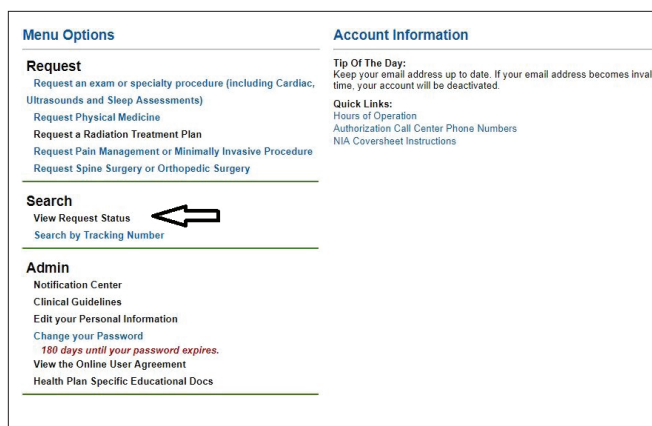 Menu Options
Request
Request an exam or specialty procedure (including Cardiac,
Ultrasounds and Sleep Assessments)
Request Physical Medicine
Request a Radiation Treatment Plan
Request Pain Management or Minimally Invasive Procedure
Request Spine Surgery or Orthopedic Surgery
Search
View Request Status
Search by Tracking Number
Admin
Notification Center
Clinical Guidelines
Edit your Personal Information
Change your Password
180 days until your password expires.
View the Online User Agreement
Health Plan Specific Educational Docs
Account Information
Tip Of The Day:
Keep your email address up to date. If your email address becomes
time, your account will be deactivated.
Quick Links:
Hours of Operation
Authorization Call Center Phone Numbers
NIA Coversheet Instructions